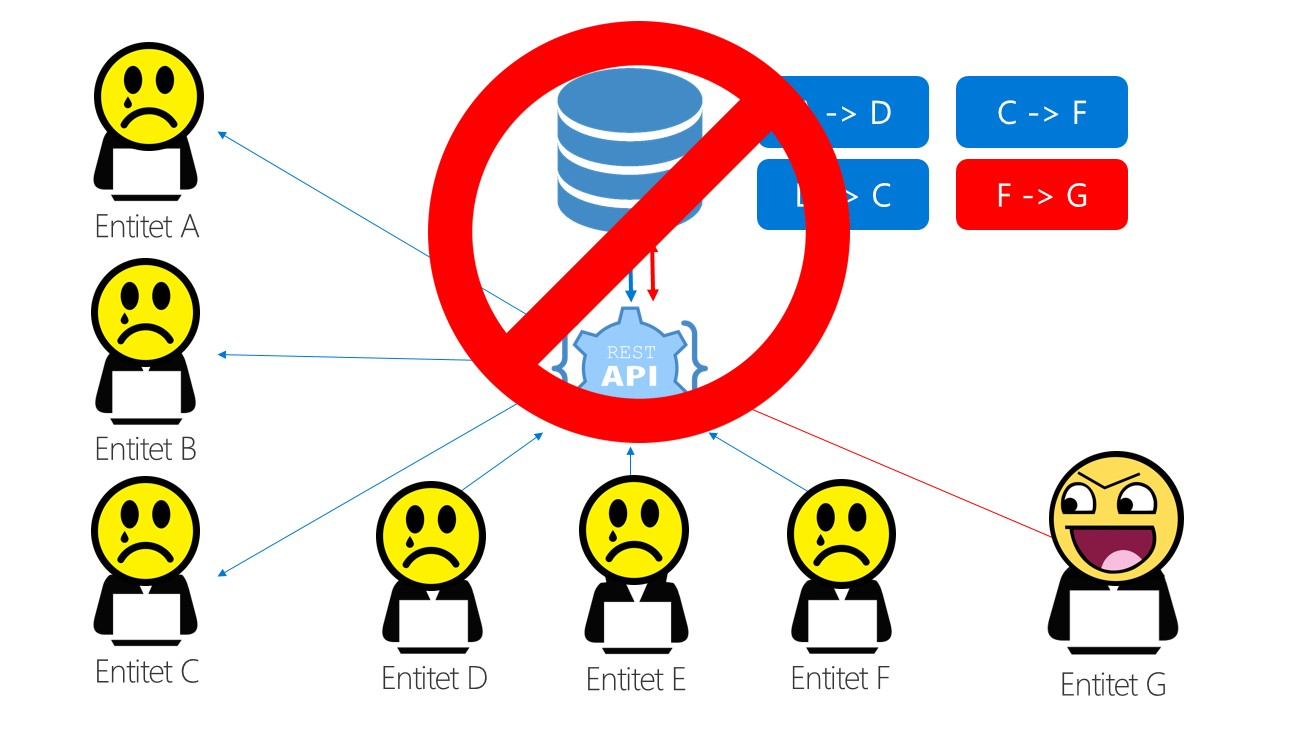 -> D
C -> F
> C
F -> G
REST
API
Entitet A
Entitet B
Entitet C
Entitet D
Entitet E
Entitet F
Entitet G